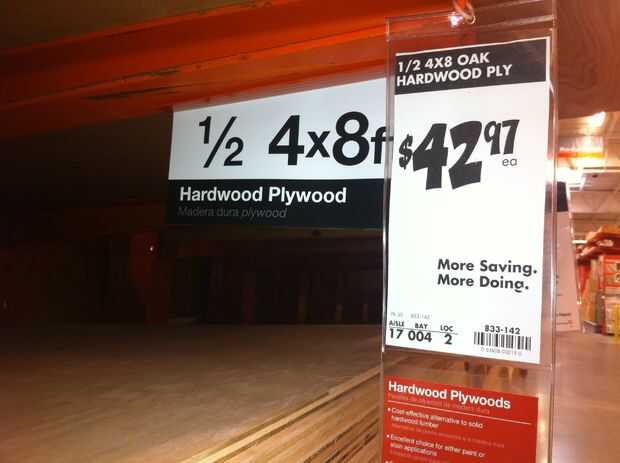 1/2 4x8f
Hardwood Plywood
Madera dura plywood
1/2 4X8 OAK
HARDWOOD PLY
$42.97
ea
More Saving.
More Doing.
833-142
AISLE BAY LOC
17 004 2
833-142
Hardwood Plywoods
• Cost-effective alternative to solid
hardwood lumber
• Excellent choice for either paint or
stain applications